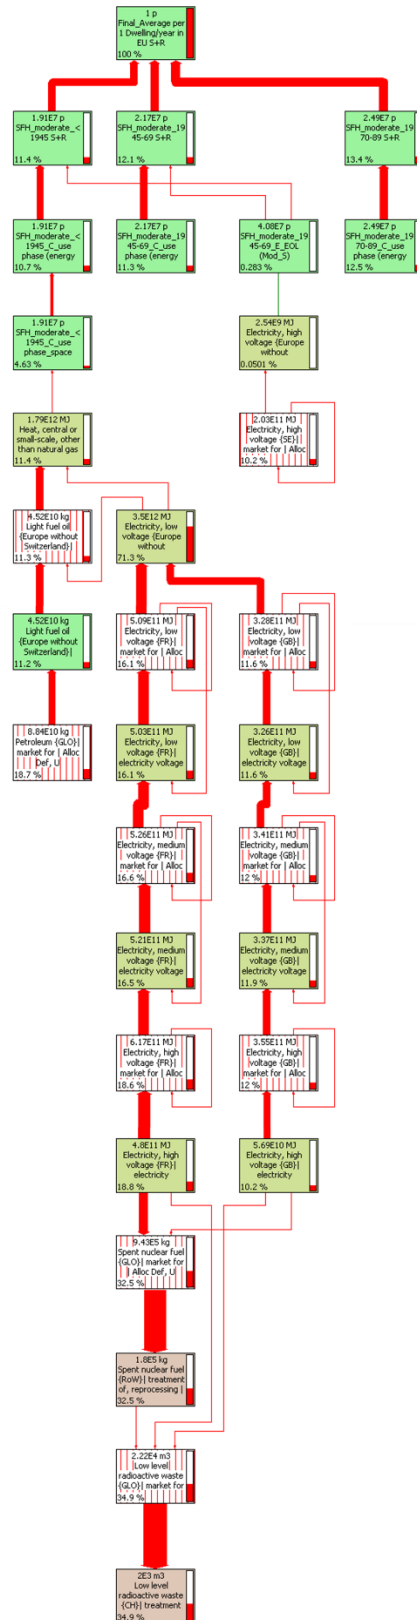 1 p
Final_Average per
1 Dwelling/year in
EU S+R
100 %
1.91E7 p
SFH_moderate_<
1945 S+R
11.4 %
2.17E7 p
SFH_moderate_19
45-69 S+R
12.1 %
2.49E7 p
SFH_moderate_19
70-89 S+R
13.4 %
1.91E7 p
SFH_moderate_<
1945_C_use
phase (energy
10.7 %
2.17E7 p
SFH_moderate_19
45-69_C_use
phase (energy
11.3 %
4.08E7 p
SFH_moderate_19
45-69_E_EOL
(Mod_S)
0.283 %
2.49E7 p
SFH_moderate_19
70-89_C_use
phase (energy
12.5 %
1.91E7 p
SFH_moderate_<
1945_C_use
phase_space
4.63 %
2.54E9 MJ
Electricity, high
voltage {Europe
without
0.0501 %
1.79E12 MJ
Heat, central or
small-scale, other
than natural gas
11.4 %
2.03E11 MJ
Electricity, high
voltage {SE}|
market for | Alloc
10.2 %
4.52E10 kg
Light fuel oil
{Europe without
Switzerland}|
11.3 %
3.5E12 MJ
Electricity, low
voltage {Europe
without
71.3 %
4.52E10 kg
Light fuel oil
{Europe without
Switzerland}|
11.2 %
5.09E11 MJ
Electricity, low
voltage {FR}|
market for | Alloc
16.1 %
3.28E11 MJ
Electricity, low
voltage {GB}|
market for | Alloc
11.6 %
8.84E10 kg
Petroleum {GLO}|
market for | Alloc
Def, U
18.7 %
5.03E11 MJ
Electricity, low
voltage {FR}|
electricity voltage
16.1 %
3.26E11 MJ
Electricity, low
voltage {GB}|
electricity voltage
11.6 %
5.26E11 MJ
Electricity, medium
voltage {FR}|
market for | Alloc
16.6 %
3.41E11 MJ
Electricity, medium
voltage {GB}|
market for | Alloc
12 %
5.21E11 MJ
Electricity, medium
voltage {FR}|
electricity voltage
16.5 %
3.37E11 MJ
Electricity, medium
voltage {GB}|
electricity voltage
11.9 %
6.17E11 MJ
Electricity, high
voltage {FR}|
market for | Alloc
18.6 %
3.55E11 MJ
Electricity, high
voltage {GB}|
market for | Alloc
12 %
4.8E11 MJ
Electricity, high
voltage {FR}|
electricity
18.8 %
5.69E10 MJ
Electricity, high
voltage {GB}|
electricity
10.2 %
9.43E5 kg
Spent nuclear fuel
{GLO}| market for
| Alloc Def, U
32.5 %
1.8E5 kg
Spent nuclear fuel
{RoW}| treatment
of, reprocessing |
32.5 %
2.22E4 m3
Low level
radioactive waste
{GLO}| market for
34.9 %
2E3 m3
Low level
radioactive waste
{CH}| treatment
34.9 %